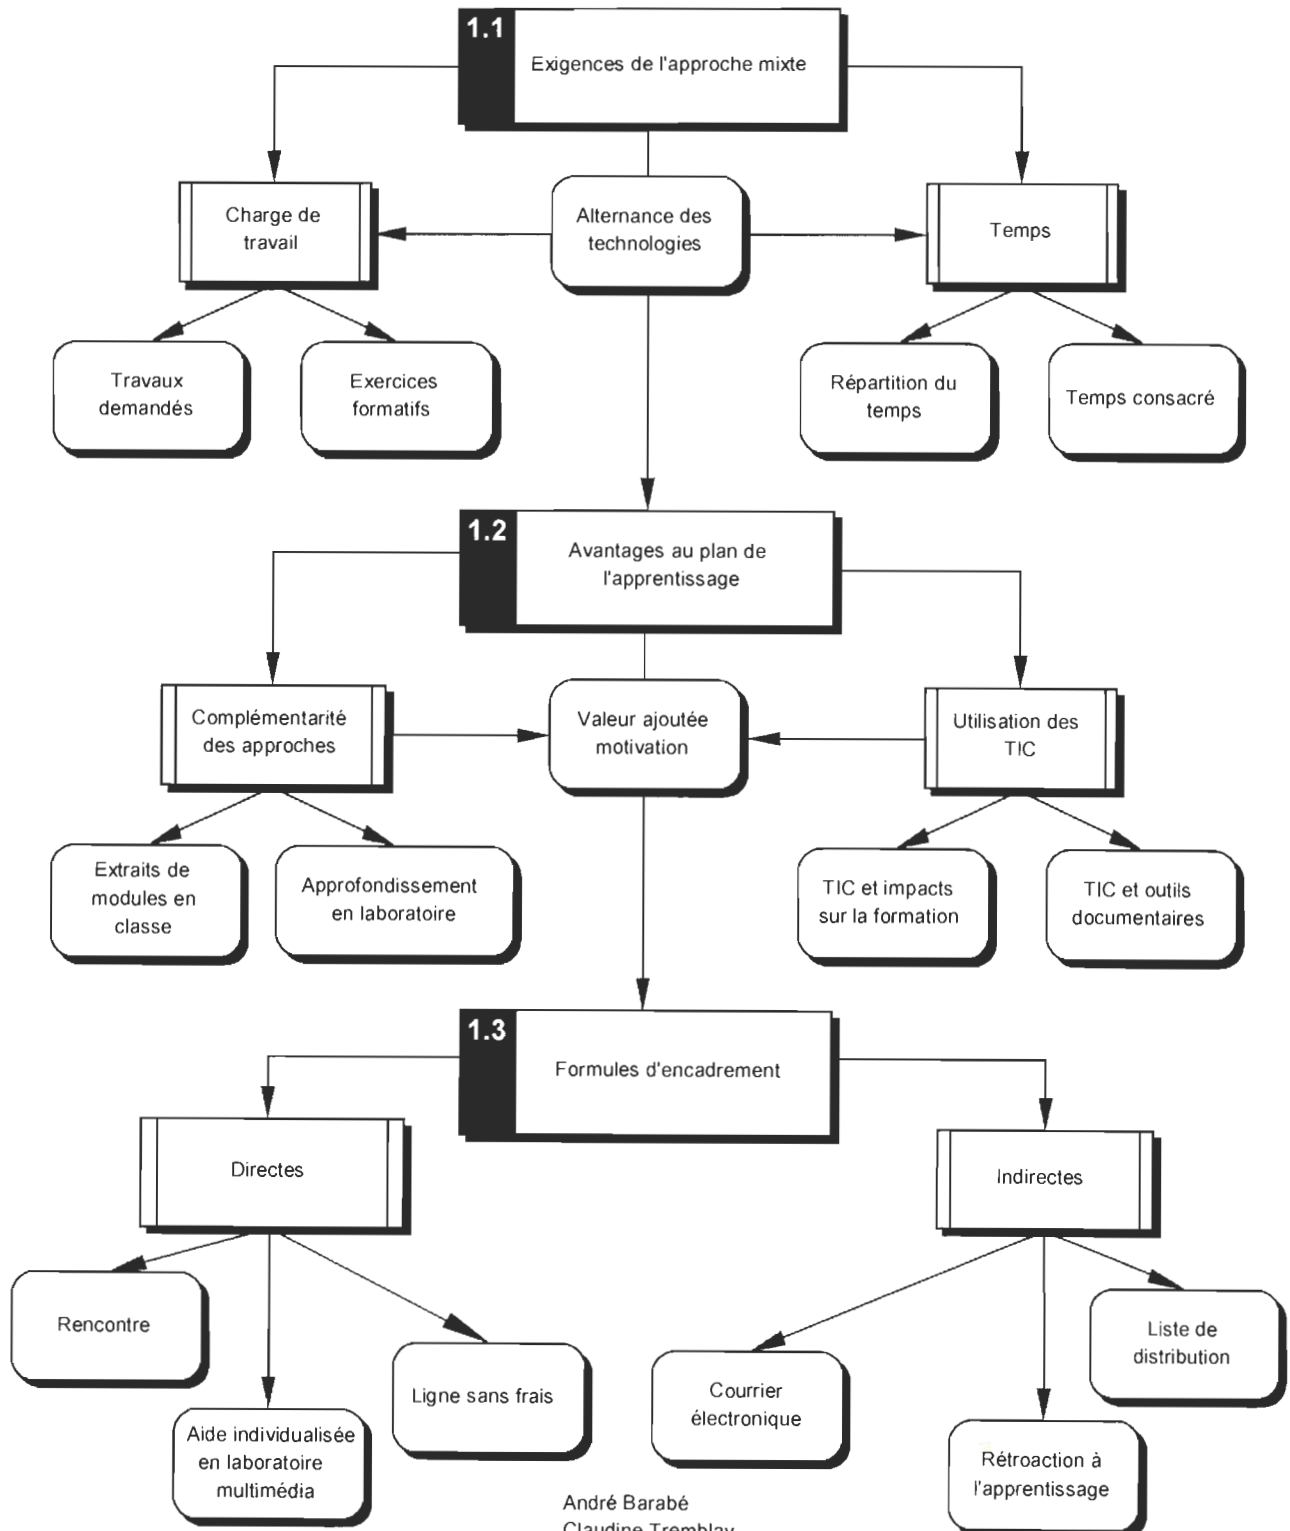 1.1
Exigences de l'approche mixte
Charge de
travail
Alternance des
technologies
Temps
Travaux
demandés
Exercices
formatifs
Répartition du
temps
Temps consacré
1.2
Avantages au plan de
l'apprentissage
Complémentarité
des approches
Valeur ajoutée
motivation
Utilisation des
TIC
Extraits de
modules en
classe
Approfondissement
en laboratoire
TIC et impacts
sur la formation
TIC et outils
documentaires
1.3
Formules d'encadrement
Directes
Indirectes
Rencontre
Aide individualisée
en laboratoire
multimédia
Ligne sans frais
Courrier
électronique
Rétroaction à
l'apprentissage
Liste de
distribution
André Barabé
Claudine Tremblay